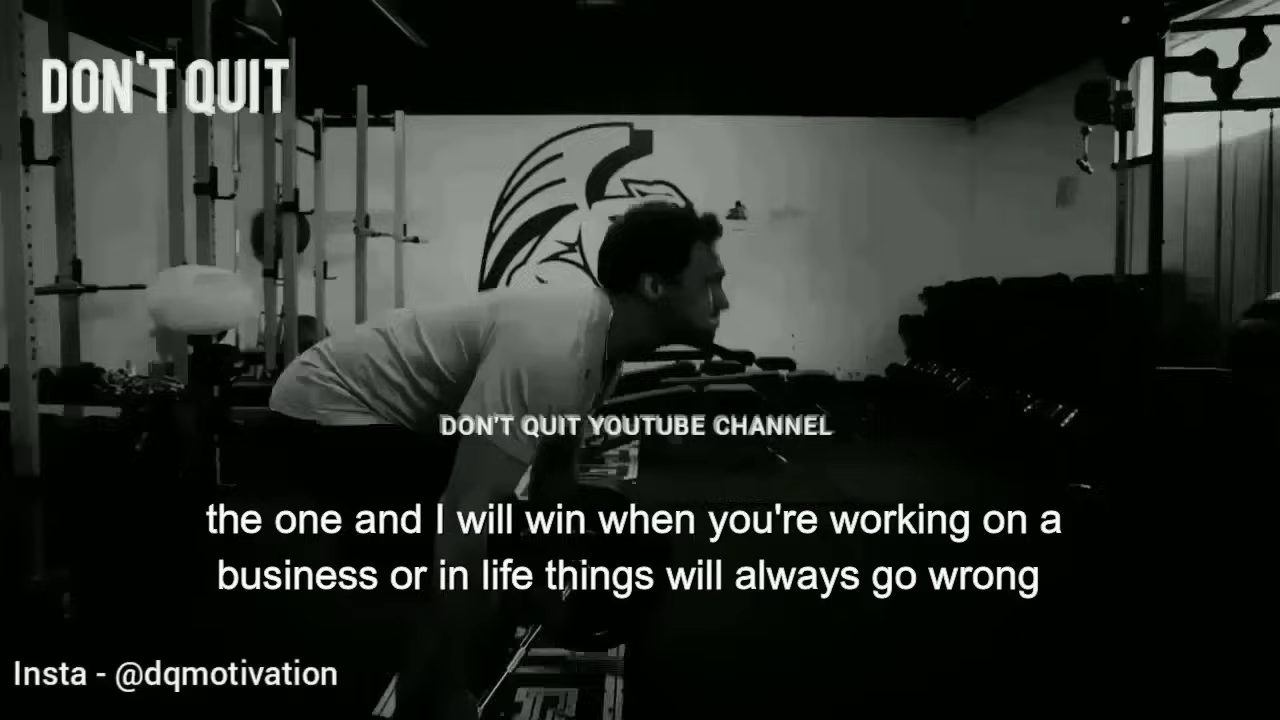 DON'T QUIT
DON'T QUIT YOUTUBE CHANNEL
the one and I will win when you're working on a
business or in life things will always go wrong
Insta - @dqmotivation